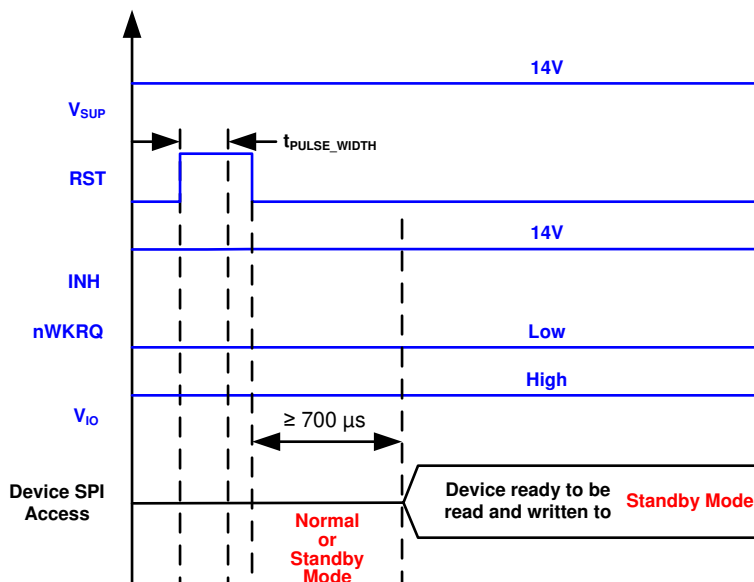 14V
VSUP
tPULSE_WIDTH
RST
14V
INH
nWKRQ
Low
High
VIO
≥ 700 µs
Device SPI
Access
Device ready to be
read and written to
Standby Mode
Normal
or
Standby
Mode